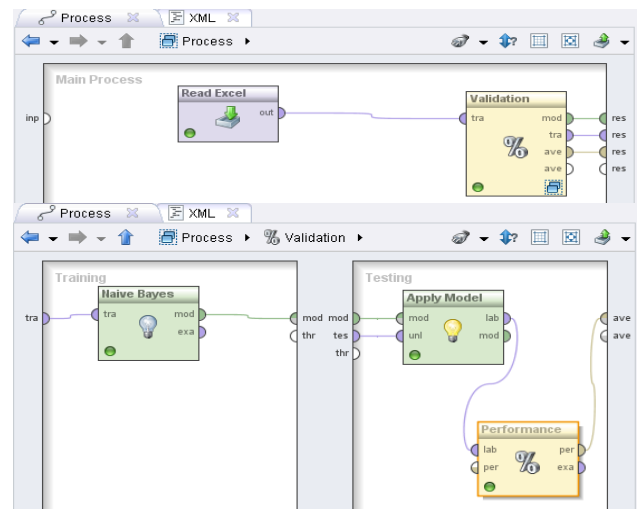 Process XML
Process
Main Process
Read Excel
inp out
Validation
tra mod res
tra res
ave res
ave res
Process XML
Process Validation
Training
Naive Bayes
tra tra mod mod
exa thr
Testing
Apply Model
mod mod lab ave
tes unl mod ave
thr
Performance
lab per
per exa